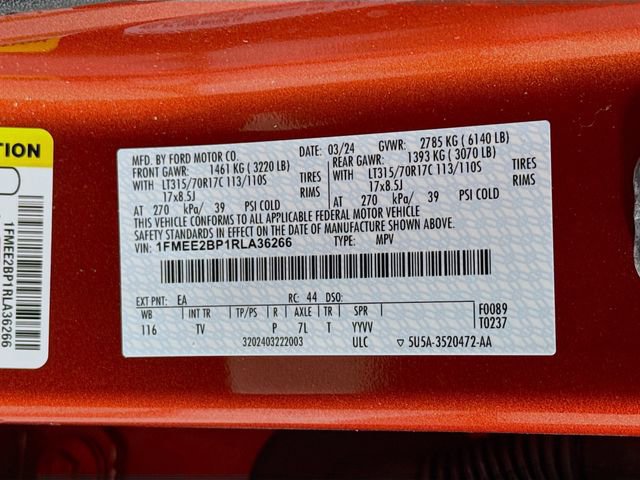 TION
1FMEE2BP1RLA36266
MFD. BY FORD MOTOR CO.
DATE: 03/24 GVWR: 2785 KG ( 6140 LB)
FRONT GAWR: 1461 KG ( 3220 LB)
REAR GAWR: 1393 KG ( 3070 LB)
WITH LT315/70R17C 113/110S TIRES
WITH LT315/70R17C 113/110S TIRES
17x8.5J RIMS
17x8.5J RIMS
AT 270 kPa/ 39 PSI COLD
AT 270 kPa/ 39 PSI COLD
THIS VEHICLE CONFORMS TO ALL APPLICABLE FEDERAL MOTOR VEHICLE
SAFETY STANDARDS IN EFFECT ON THE DATE OF MANUFACTURE SHOWN ABOVE.
VIN: 1FMEE2BP1RLA36266 TYPE: MPV
EXT PNT: EA RC: 44 DSO:
WB INT TR TP/PS R AXLE TR SPR
116 TV P 7L T YYVV
F0089
T0237
3202403222003 ULC ▽ 5U5A-3520472-AA